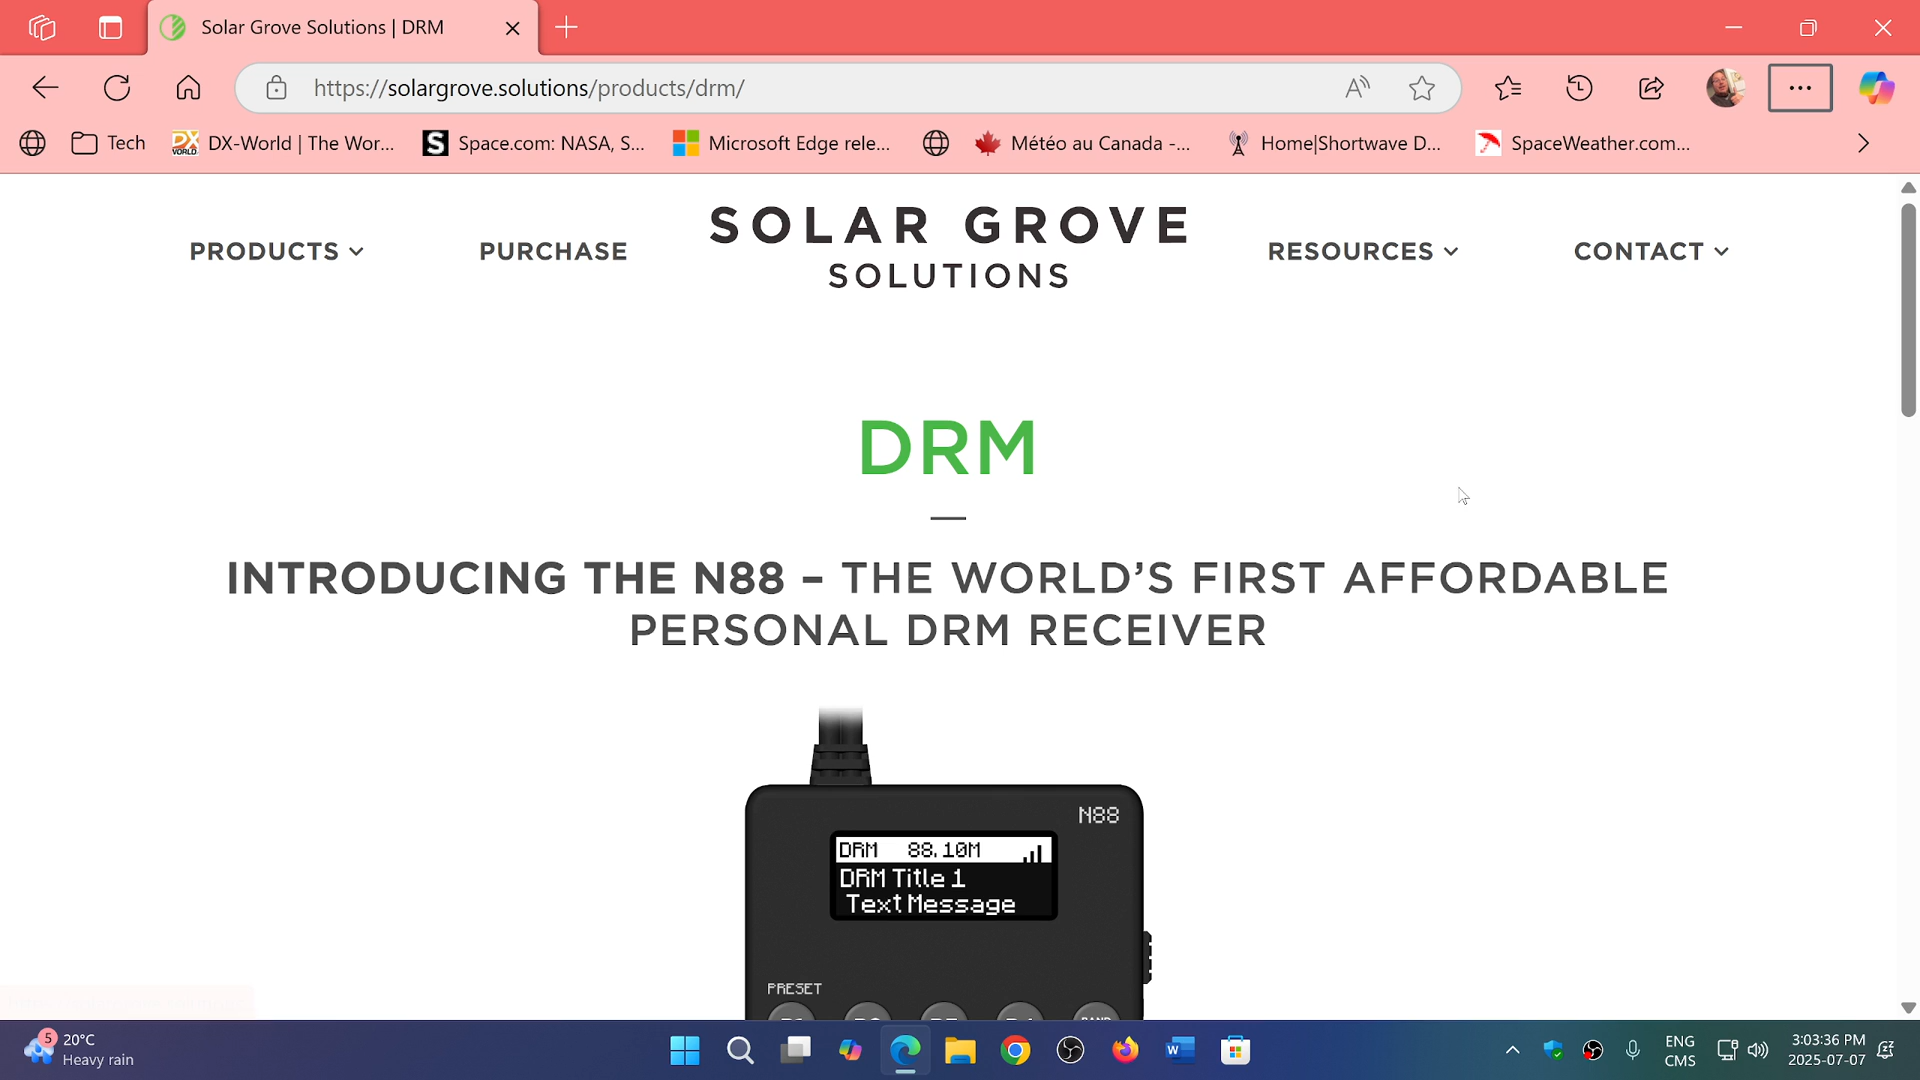 Solar Grove Solutions | DRM
https://solargrove.solutions/products/drm/
Tech
DX-World | The Wor...
Space.com: NASA, S...
Microsoft Edge rele...
Météo au Canada -...
Home|Shortwave D...
SpaceWeather.com...
PRODUCTS
PURCHASE
SOLAR GROVE
SOLUTIONS
RESOURCES
CONTACT
DRM
INTRODUCING THE N88 – THE WORLD'S FIRST AFFORDABLE
PERSONAL DRM RECEIVER
N88
DRM 88.10M
DRM Title 1
Text Message
PRESET
5
20°C
Heavy rain
ENG
CMS
3:03:36 PM
2025-07-07